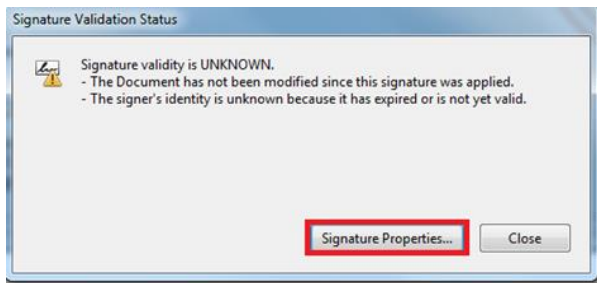 Signature Validation Status
Signature validity is UNKNOWN.
- The Document has not been modified since this signature was applied.
- The signer's identity is unknown because it has expired or is not yet valid.
Signature Properties...
Close